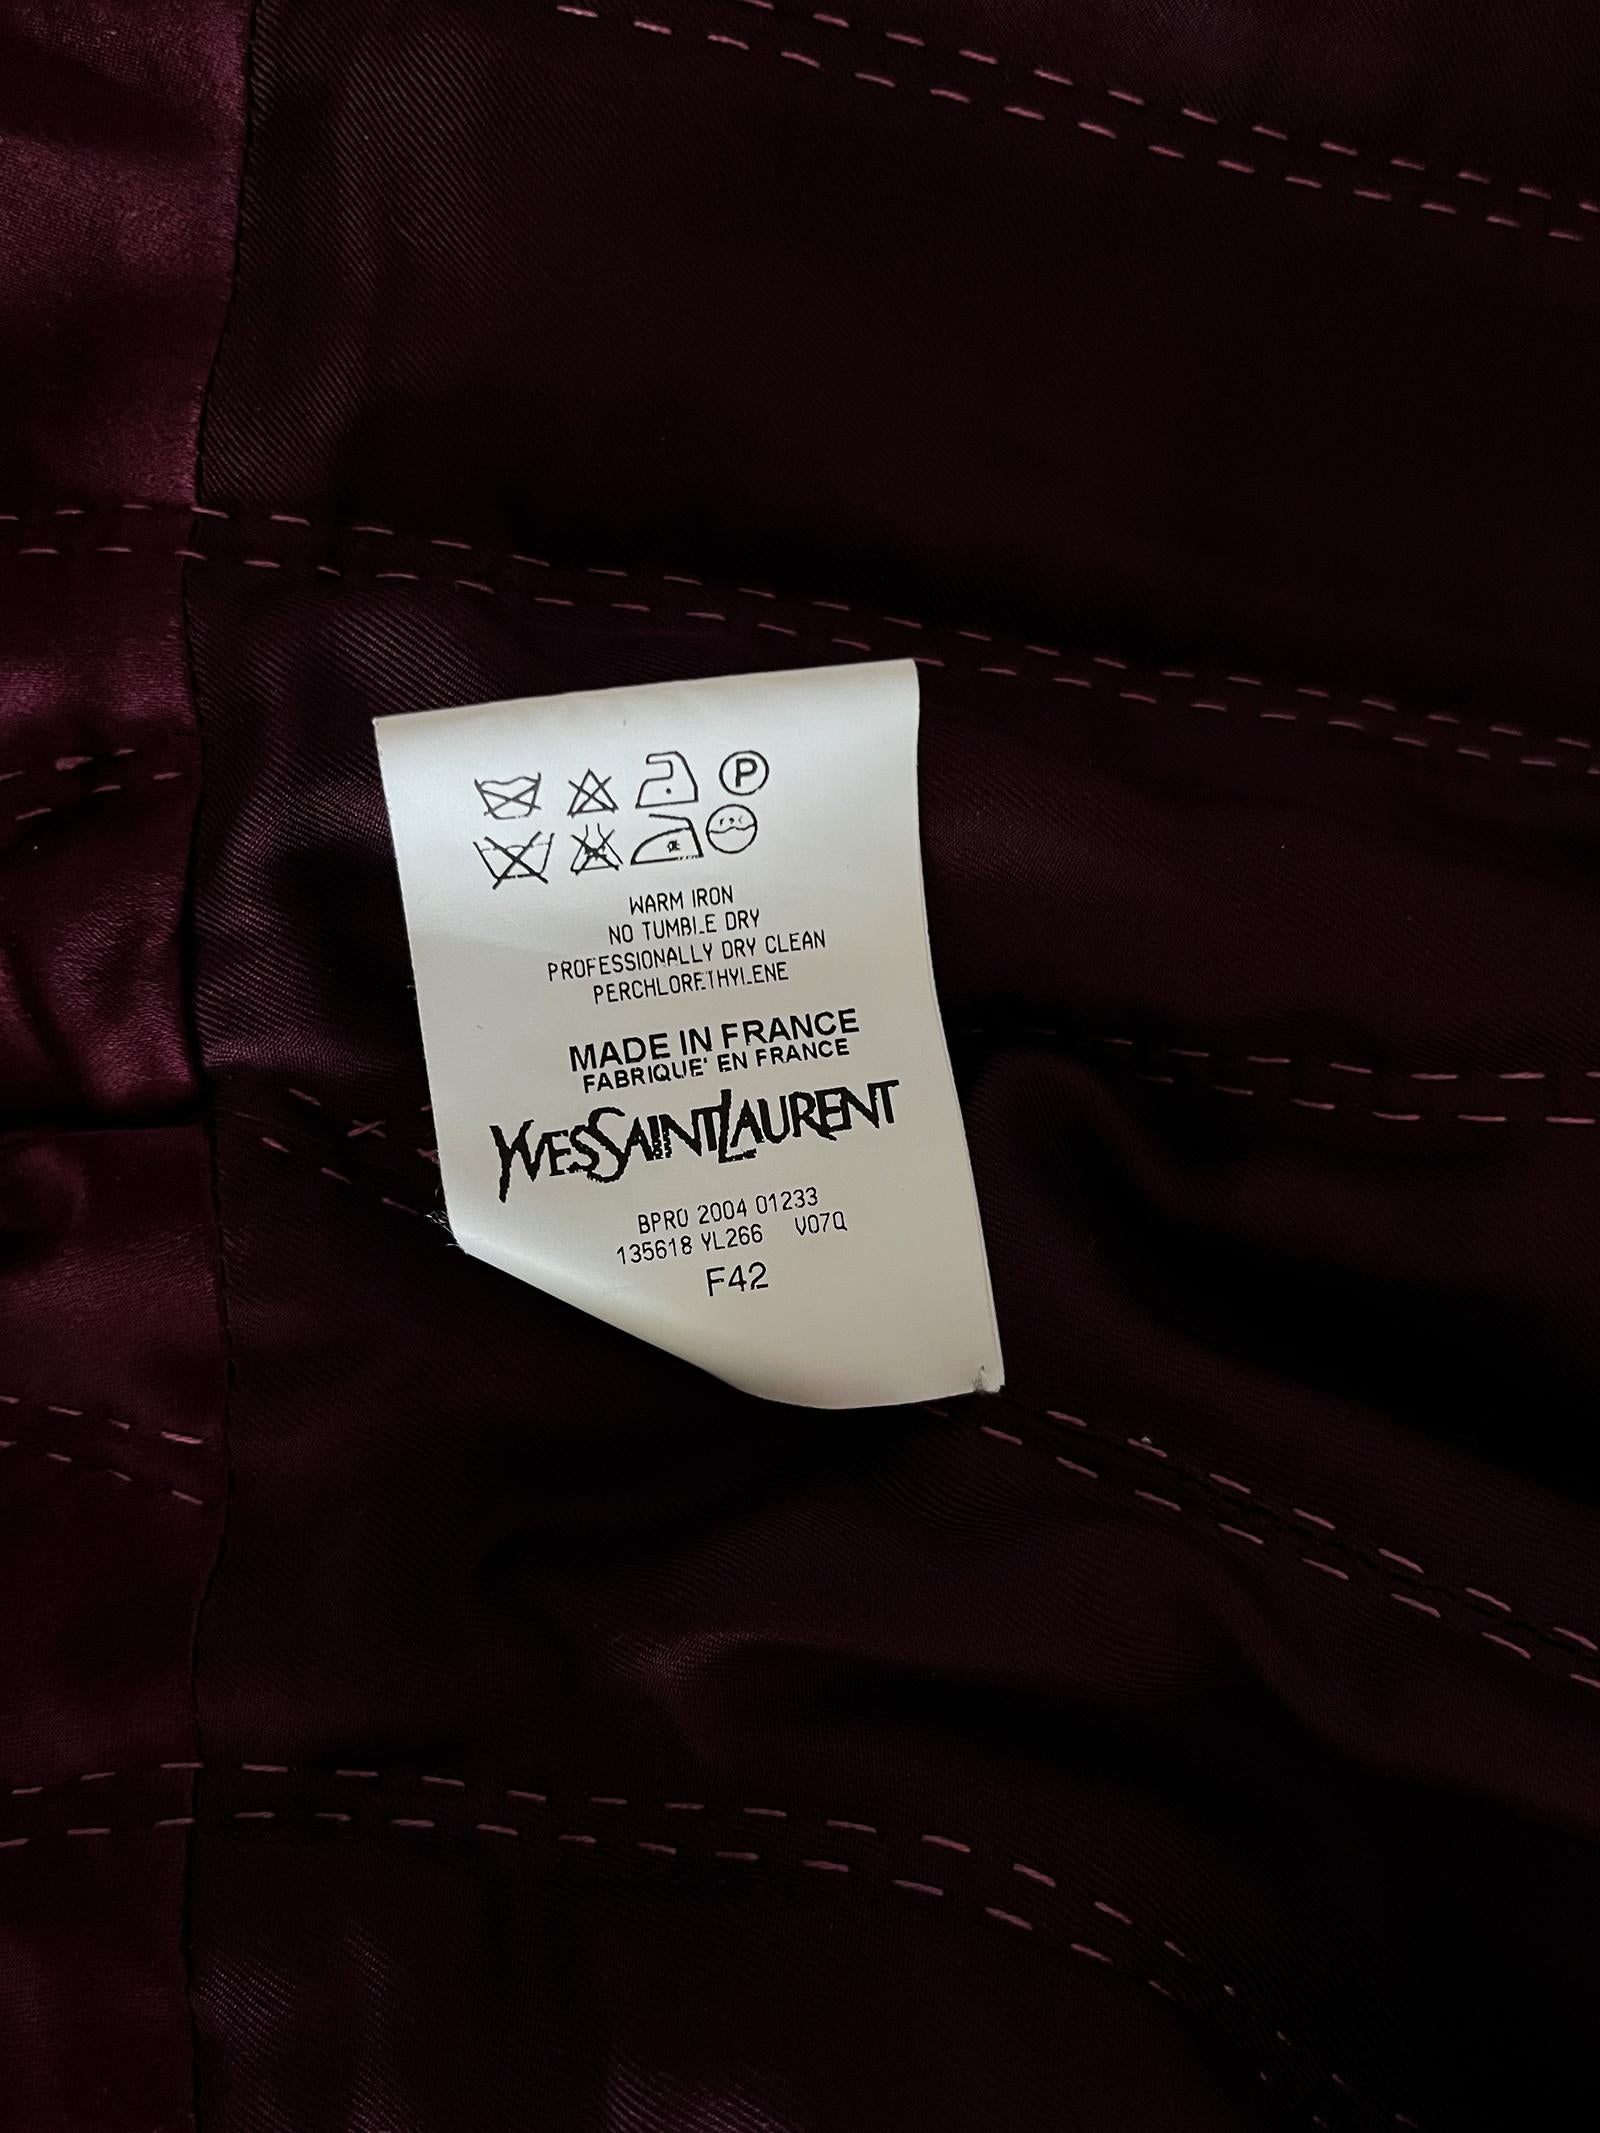 P
WARM IRON
NO TUMBLE DRY
PROFESSIONALLY DRY CLEAN
PERCHLORETHYLENE
MADE IN FRANCE
FABRIQUE' EN FRANCE
YVESSAINTLAURENT
BPRO 2004 01233
135618 YL266 V07Q
F42